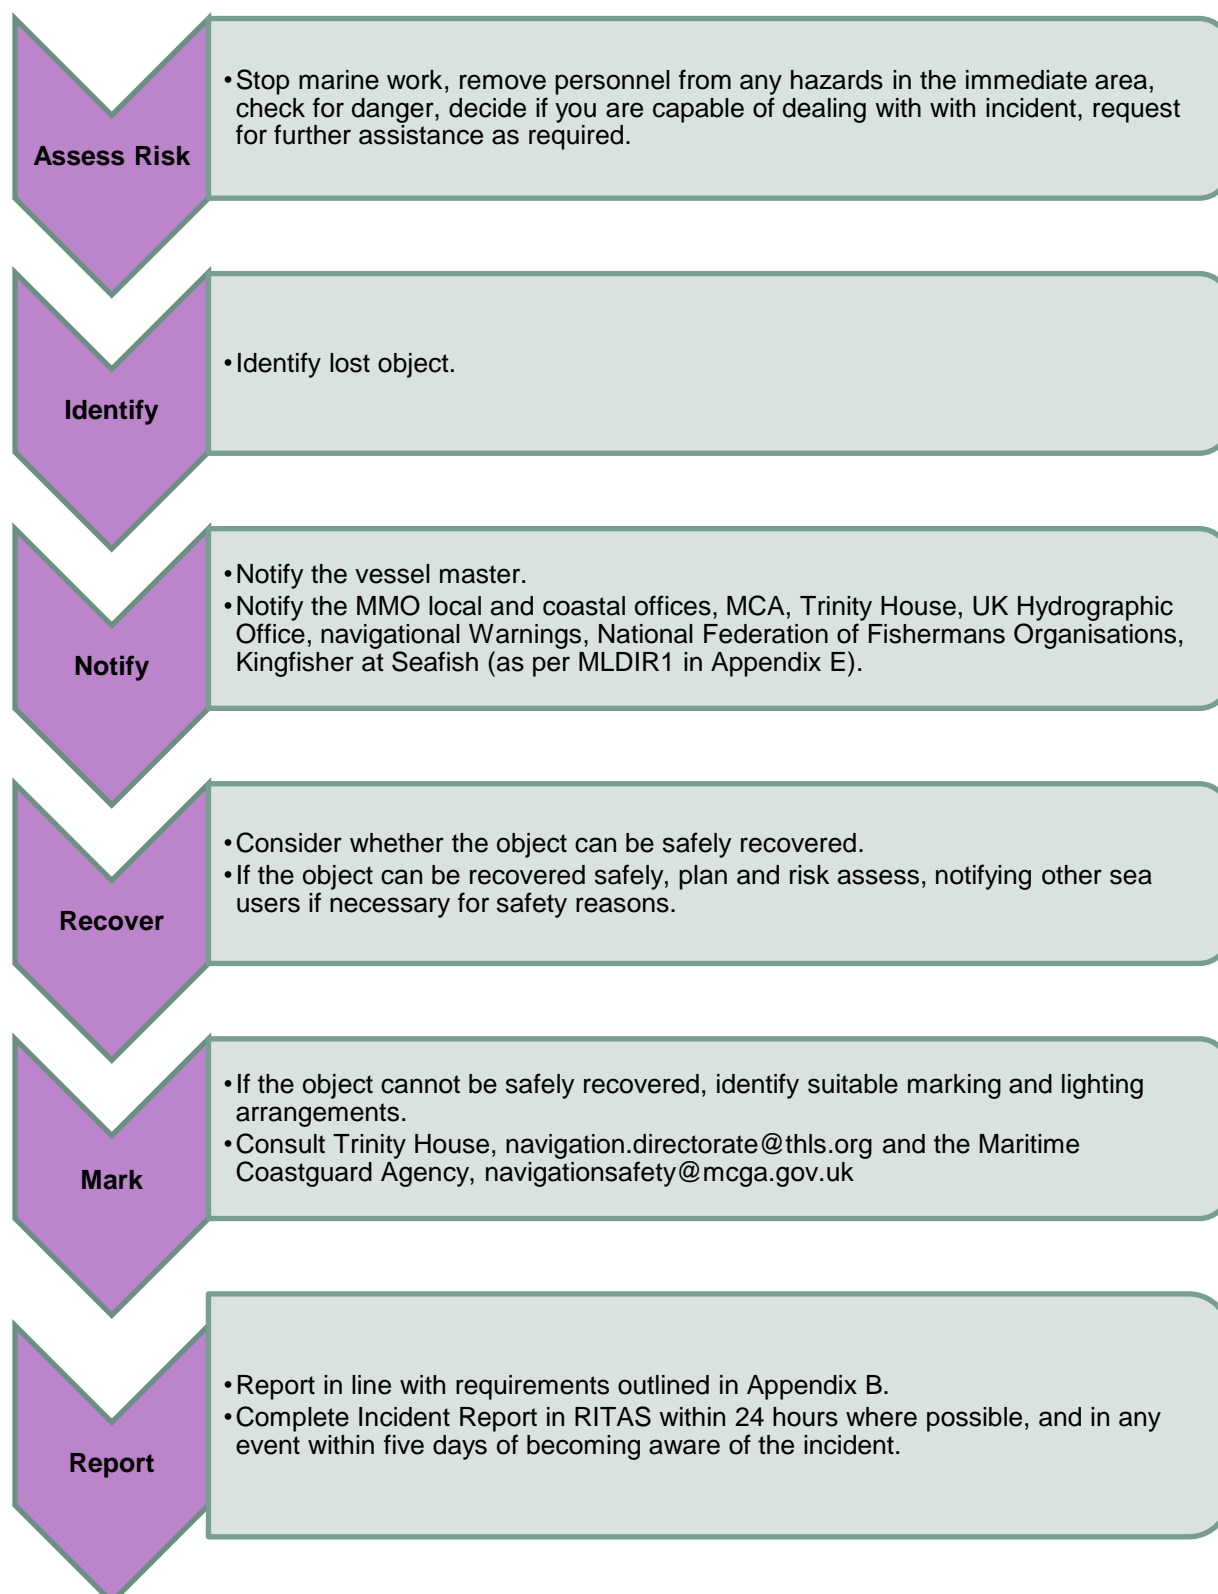 Assess Risk
•Stop marine work, remove personnel from any hazards in the immediate area,
check for danger, decide if you are capable of dealing with with incident, request
for further assistance as required.
Identify
•Identify lost object.
Notify
•Notify the vessel master.
•Notify the MMO local and coastal offices, MCA, Trinity House, UK Hydrographic
Office, navigational Warnings, National Federation of Fishermans Organisations,
Kingfisher at Seafish (as per MLDIR1 in Appendix E).
Recover
•Consider whether the object can be safely recovered.
•If the object can be recovered safely, plan and risk assess, notifying other sea
users if necessary for safety reasons.
Mark
•If the object cannot be safely recovered, identify suitable marking and lighting
arrangements.
•Consult Trinity House, navigation.directorate@thls.org and the Maritime
Coastguard Agency, navigationsafety@mcga.gov.uk
Report
•Report in line with requirements outlined in Appendix B.
•Complete Incident Report in RITAS within 24 hours where possible, and in any
event within five days of becoming aware of the incident.